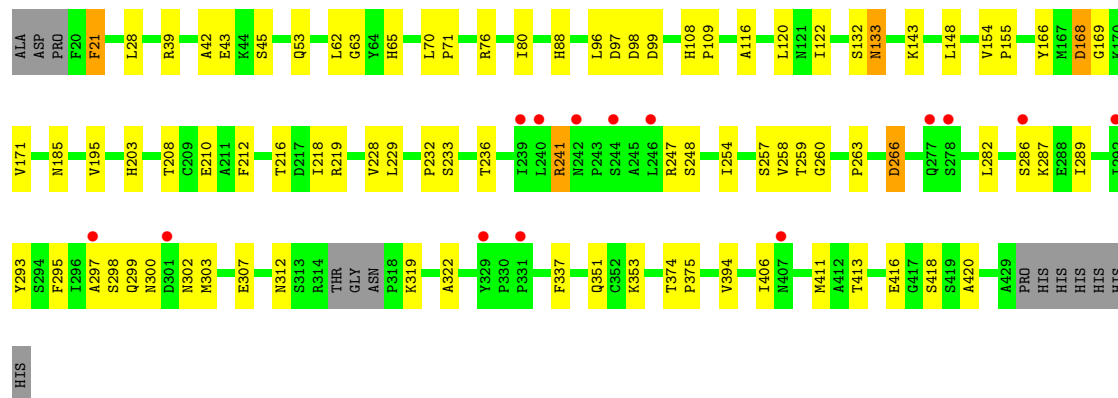 ALA ASP PRO F20 F21 L28 R39 A42 E43 K44 S45 Q53 L62 G63 Y64 H65 L70 P71 R76 I80 H88 L96 D97 D98 D99 H108 P109 A116 L120 N121 I122 S132 N133 K143 L148 V154 P155 Y166 M167 D168 G169 K170
V171 N185 V195 H203 T208 C209 E210 A211 F212 T216 D217 I218 R219 V228 L229 P232 S233 T236 I239 L240 R241 N242 P243 S244 A245 L246 R247 S248 I254 S257 V258 T259 G260 P263 D266 Q277 S278 L282 S286 K287 E288 I289 I292
Y293 S294 F295 I296 A297 S298 Q299 N300 D301 N302 M303 E307 N312 S313 R314 THR GLY ASN P318 K319 A322 Y329 P330 P331 F337 Q351 C352 K353 T374 P375 V394 I406 N407 M411 A412 T413 E416 G417 S418 S419 A420 A429 PRO HIS HIS HIS HIS HIS
HIS